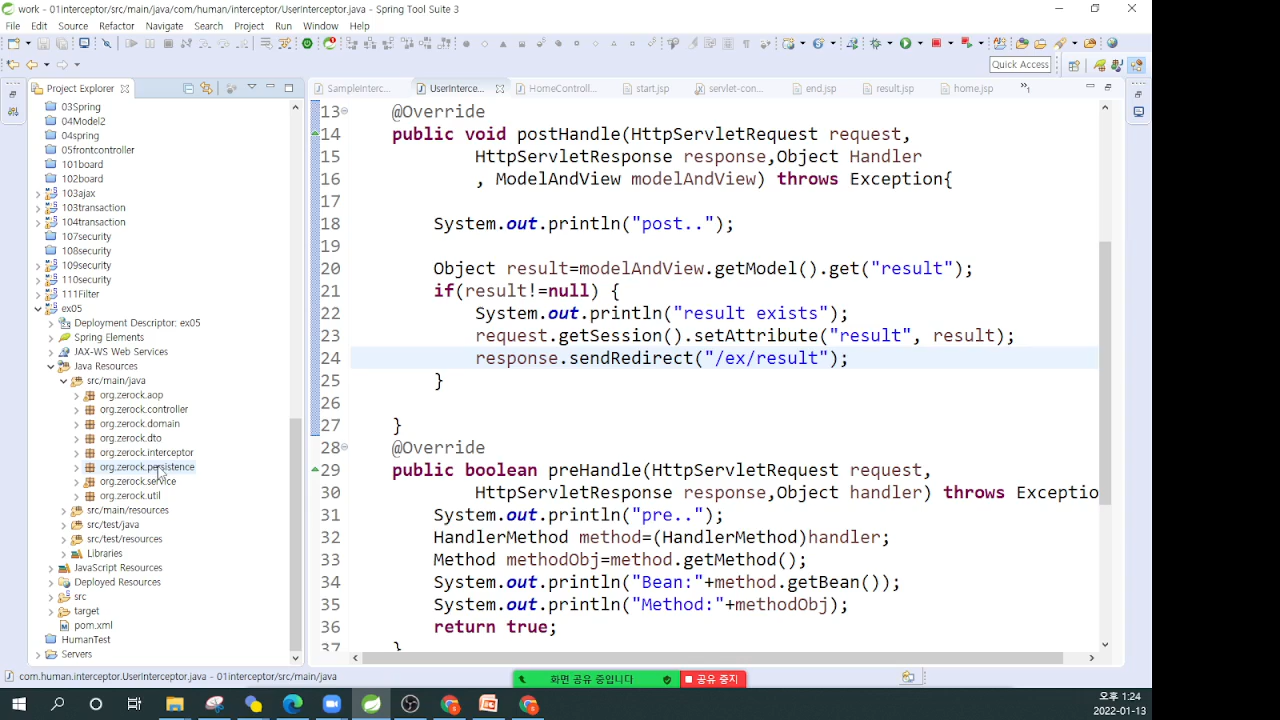 work - 01interceptor/src/main/java/com/human/interceptor/UserInterceptor.java - Spring Tool Suite 3
File Edit Source Refactor Navigate Search Project Run Window Help
Quick Access
Project Explorer
SampleInterc...
UserInterce...
HomeControll...
start.jsp
servlet-con...
end.jsp
result.jsp
home.jsp
»1
03Spring
04Model2
04spring
05frontcontroller
101board
102board
103ajax
103transaction
104transaction
107security
108security
109security
110security
111Filter
ex05
Deployment Descriptor: ex05
Spring Elements
JAX-WS Web Services
Java Resources
src/main/java
org.zerock.aop
org.zerock.controller
org.zerock.domain
org.zerock.dto
org.zerock.interceptor
org.zerock.persistence
org.zerock.service
org.zerock.util
src/main/resources
src/test/java
src/test/resources
Libraries
JavaScript Resources
Deployed Resources
src
target
pom.xml
HumanTest
Servers
13 @Override
14 public void postHandle(HttpServletRequest request,
15 HttpServletResponse response,Object Handler
16 , ModelAndView modelAndView) throws Exception{
17
18 System.out.println("post..");
19
20 Object result=modelAndView.getModel().get("result");
21 if(result!=null) {
22 System.out.println("result exists");
23 request.getSession().setAttribute("result", result);
24 response.sendRedirect("/ex/result");
25 }
26
27 }
28 @Override
29 public boolean preHandle(HttpServletRequest request,
30 HttpServletResponse response,Object handler) throws Exceptio
31 System.out.println("pre..");
32 HandlerMethod method=(HandlerMethod)handler;
33 Method methodObj=method.getMethod();
34 System.out.println("Bean:"+method.getBean());
35 System.out.println("Method:"+methodObj);
36 return true;
37 }
com.human.interceptor.UserInterceptor.java - 01interceptor/src/main/java
화면 공유 중입니다
공유 중지
오후 1:24
2022-01-13